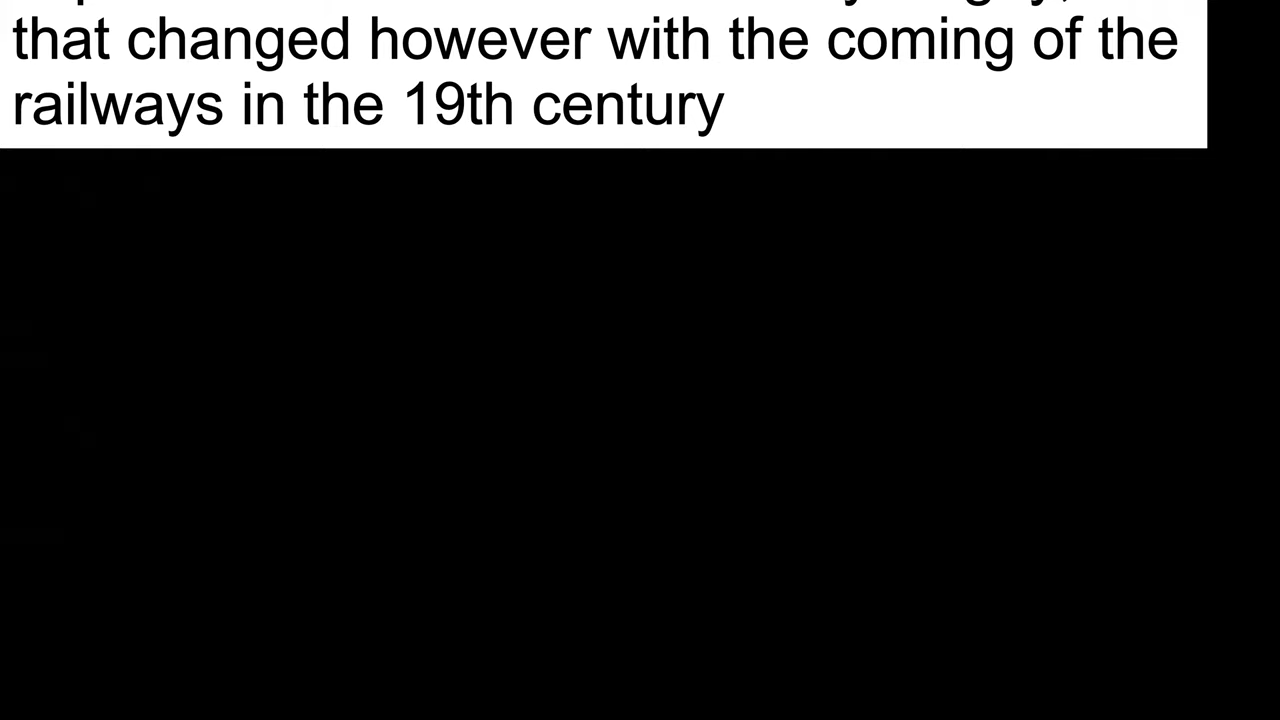 that changed however with the coming of the
railways in the 19th century